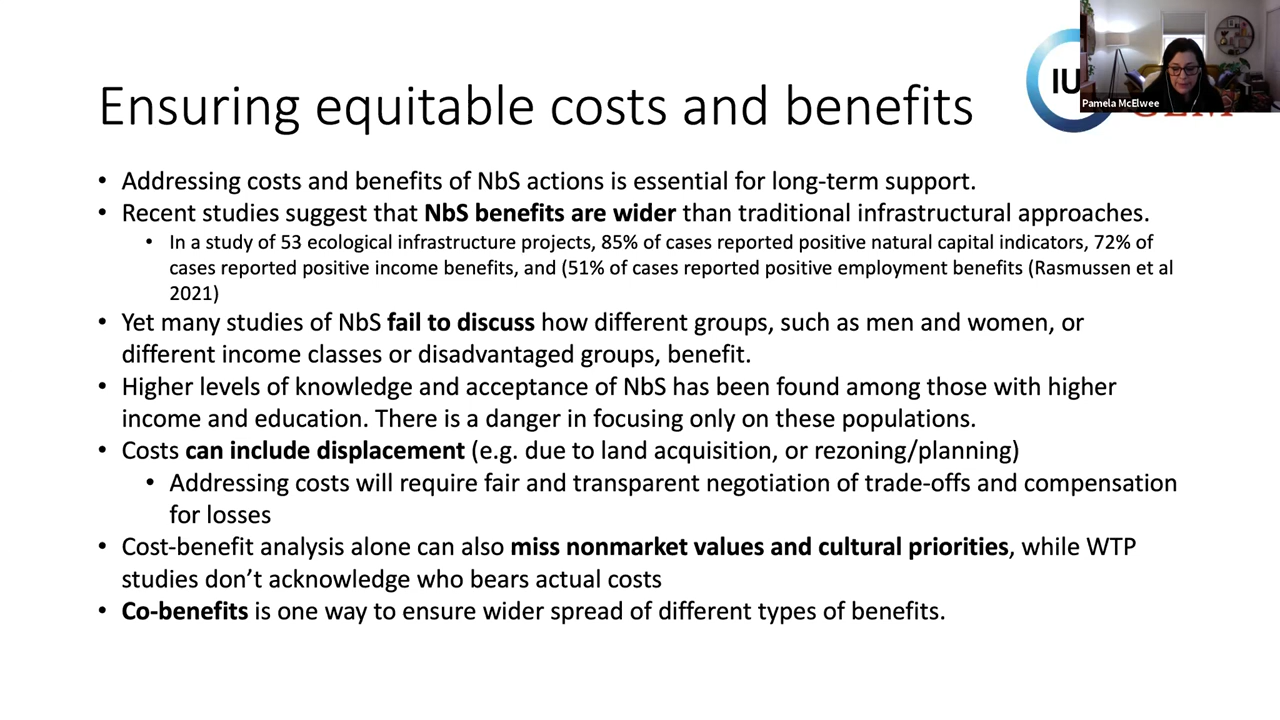 Ensuring equitable costs and benefits
IU
Pamela McElwee
• Addressing costs and benefits of NbS actions is essential for long-term support.
• Recent studies suggest that NbS benefits are wider than traditional infrastructural approaches.
• In a study of 53 ecological infrastructure projects, 85% of cases reported positive natural capital indicators, 72% of
cases reported positive income benefits, and (51% of cases reported positive employment benefits (Rasmussen et al
2021)
• Yet many studies of NbS fail to discuss how different groups, such as men and women, or
different income classes or disadvantaged groups, benefit.
• Higher levels of knowledge and acceptance of NbS has been found among those with higher
income and education. There is a danger in focusing only on these populations.
• Costs can include displacement (e.g. due to land acquisition, or rezoning/planning)
• Addressing costs will require fair and transparent negotiation of trade-offs and compensation
for losses
• Cost-benefit analysis alone can also miss nonmarket values and cultural priorities, while WTP
studies don’t acknowledge who bears actual costs
• Co-benefits is one way to ensure wider spread of different types of benefits.